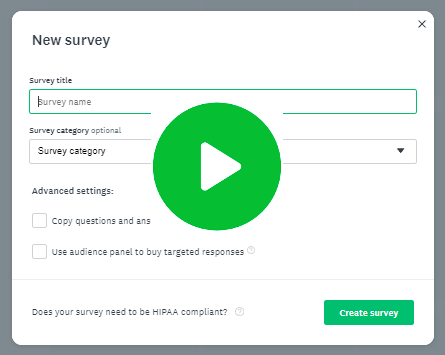 New survey
Survey title
Survey name
Survey category optional
Survey category
Advanced settings:
Copy questions and
Use audience panel to buy targeted responses
Does your survey need to be HIPAA compliant?
Create survey